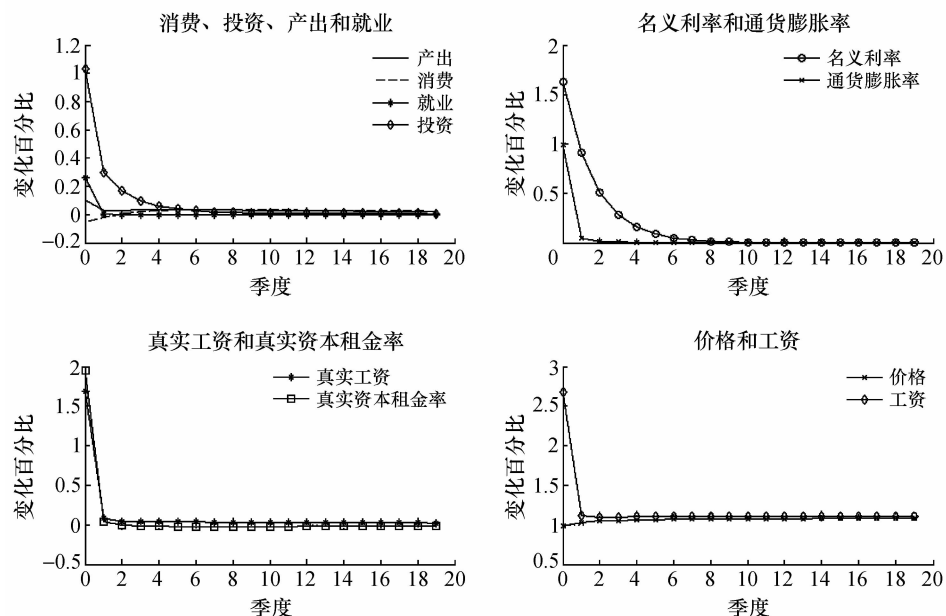 消费、投资、产出和就业
变化百分比
1.2
1
0.8
0.6
0.4
0.2
0
−0.2
产出
消费
就业
投资
0 2 4 6 8 10 12 14 16 18 20
季度
名义利率和通货膨胀率
变化百分比
2
1.5
1
0.5
名义利率
通货膨胀率
0 2 4 6 8 10 12 14 16 18 20
季度
真实工资和真实资本租金率
变化百分比
2
1.5
1
0.5
0
−0.5
真实工资
真实资本租金率
0 2 4 6 8 10 12 14 16 18 20
季度
价格和工资
变化百分比
3
2.5
2
1.5
1
0.5
价格
工资
0 2 4 6 8 10 12 14 16 18 20
季度